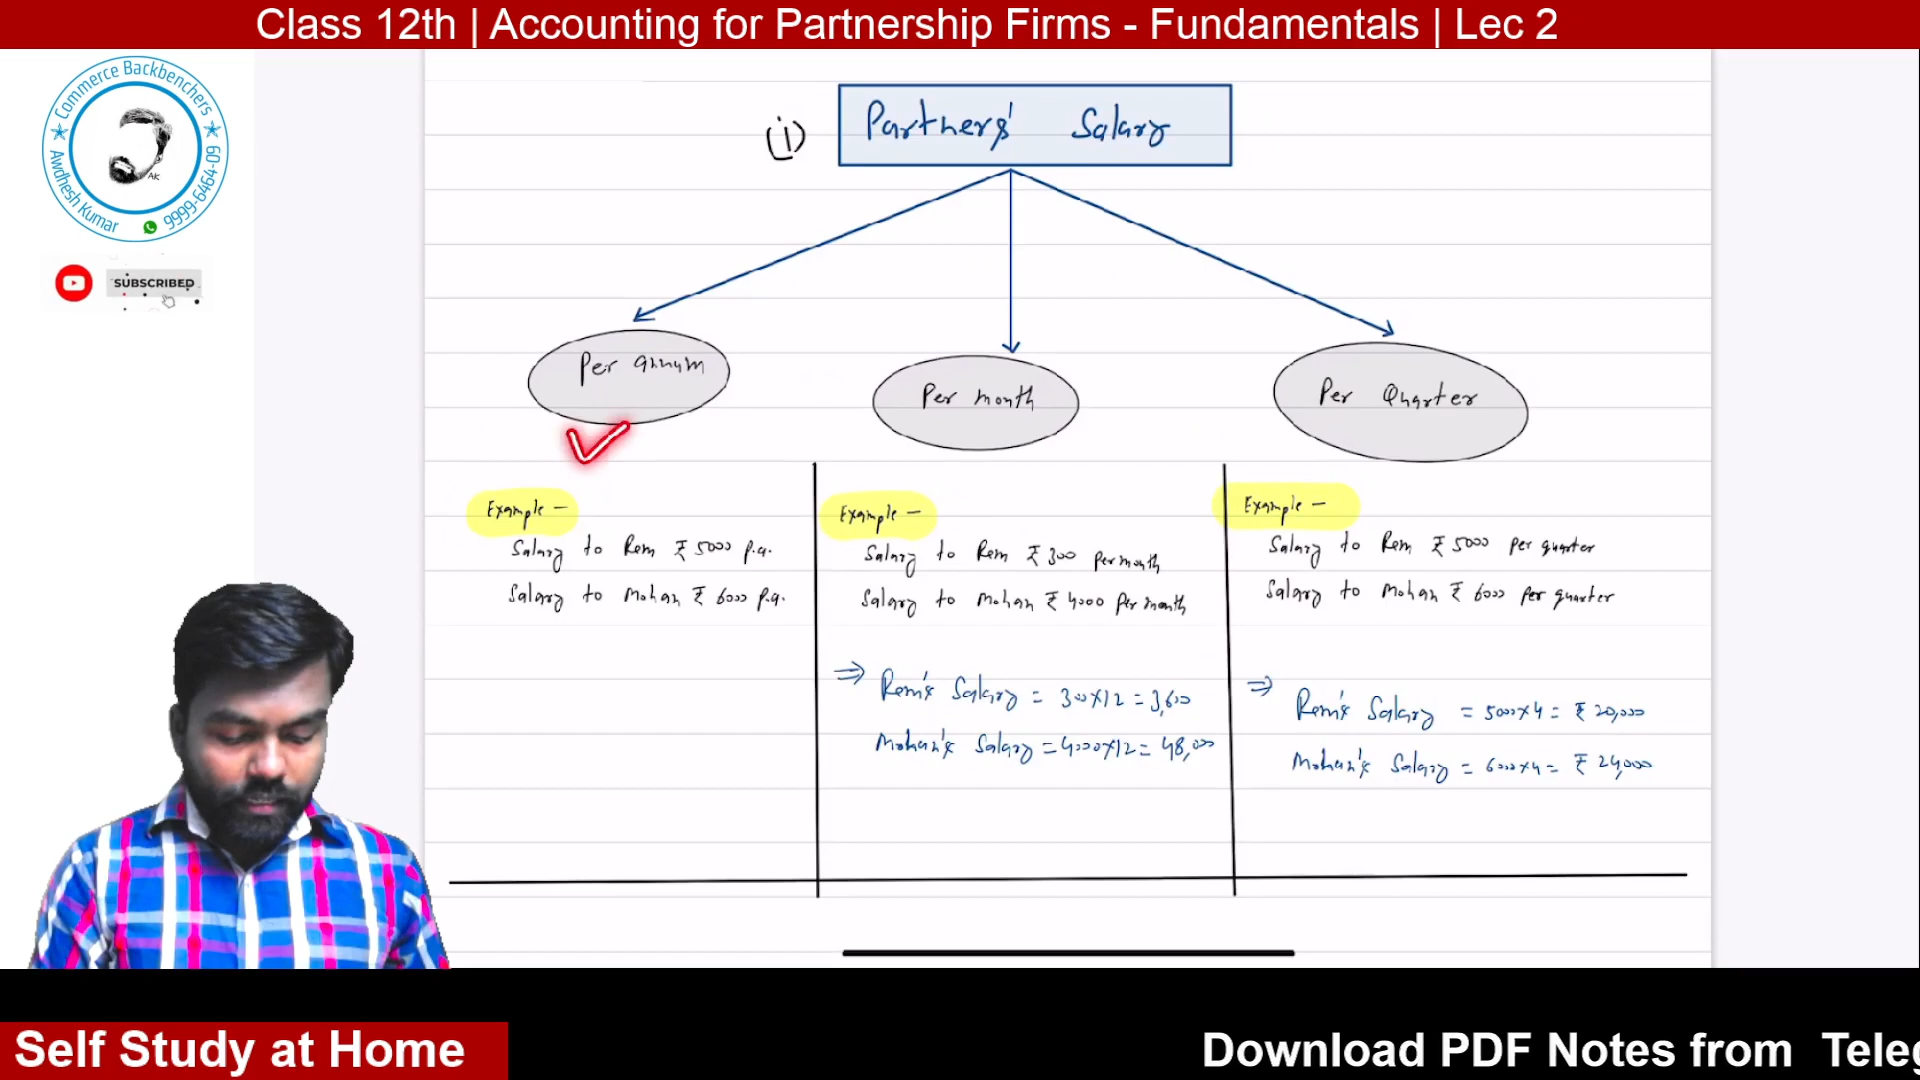 Class 12th | Accounting for Partnership Firms - Fundamentals | Lec 2
Commerce Backbenchers
Awdhesh Kumar
9999-6464-09
AK
SUBSCRIBED
(i) Partners' Salary
Per annum
Per month
Per Quarter
Example -
Salary to Ram ₹ 5000 p.a.
Salary to Mohan ₹ 6000 p.a.
Example -
Salary to Ram ₹ 300 per month
Salary to Mohan ₹ 4000 per month
⇒ Ram's Salary = 300×12 = 3,600
Mohan's Salary = 4000×12 = 48,000
Example -
Salary to Ram ₹ 5000 per quarter
Salary to Mohan ₹ 6000 per quarter
⇒ Ram's Salary = 5000×4 = ₹ 20,000
Mohan's Salary = 6000×4 = ₹ 24,000
Self Study at Home
Download PDF Notes from Teleg